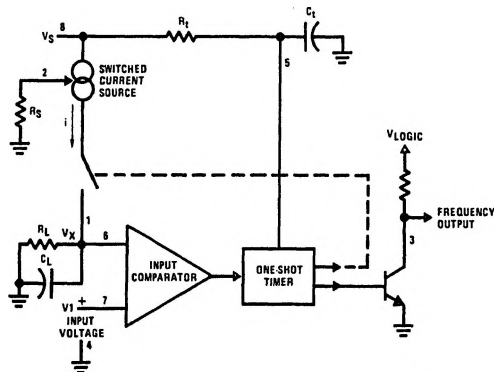 VS
8
Rt
Ct
5
SWITCHED
CURRENT
SOURCE
2
RS
i
VLOGIC
1
RL
VX
6
FREQUENCY
OUTPUT
3
CL
INPUT
COMPARATOR
ONE-SHOT
TIMER
V1
+
7
INPUT
VOLTAGE
4